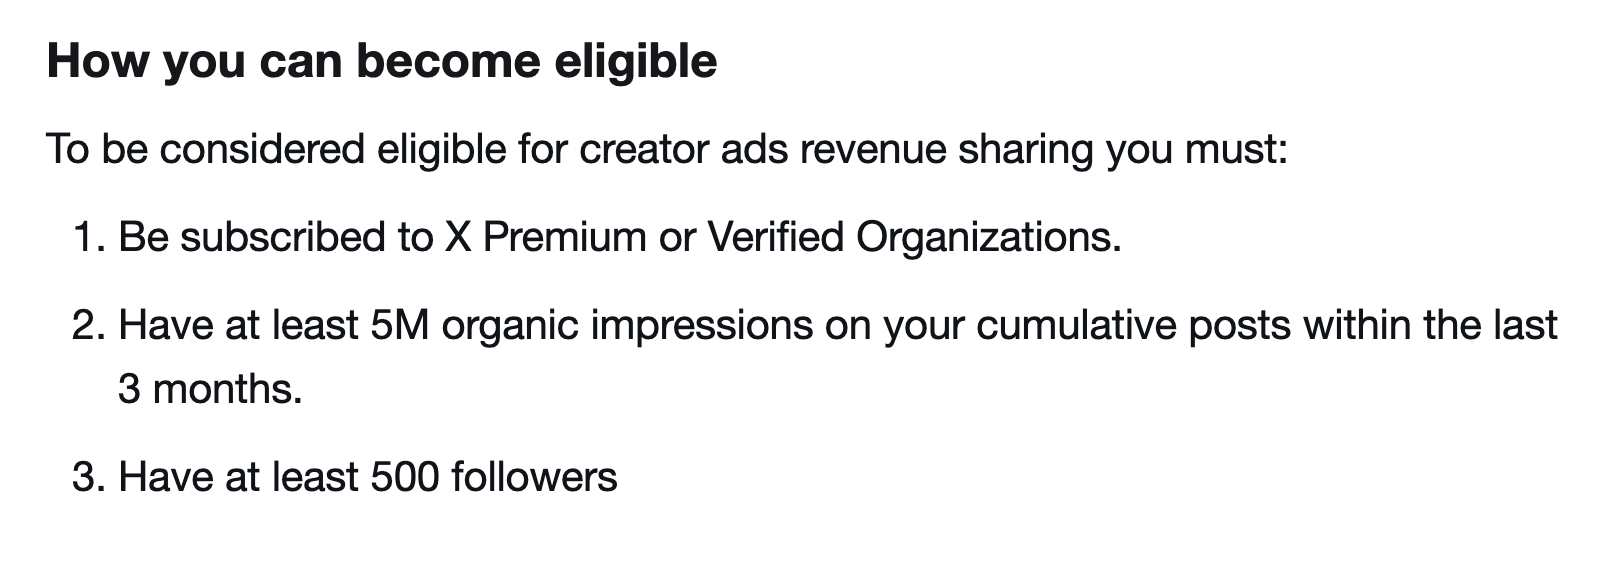 How you can become eligible
To be considered eligible for creator ads revenue sharing you must:
1. Be subscribed to X Premium or Verified Organizations.
2. Have at least 5M organic impressions on your cumulative posts within the last
3 months.
3. Have at least 500 followers